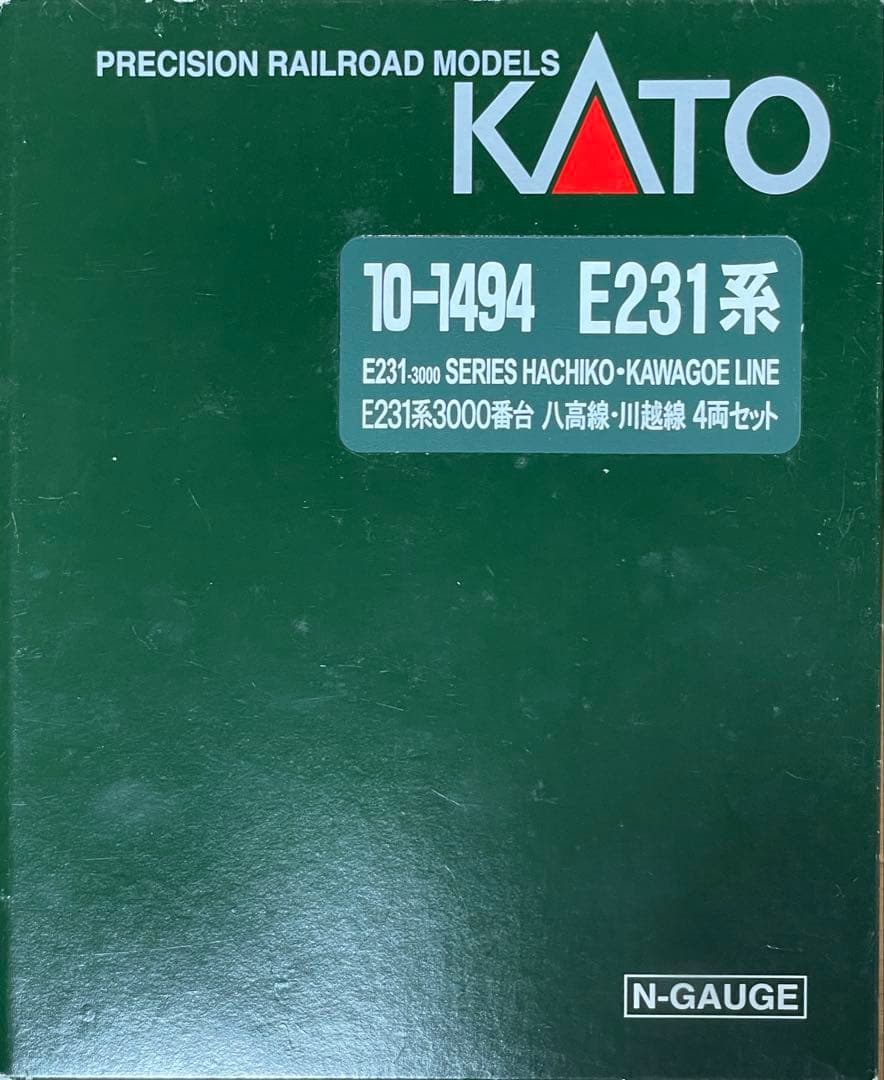 PRECISION RAILROAD MODELS
KATO
10-1494 E231系
E231-3000 SERIES HACHIKO・KAWAGOE LINE
E231系3000番台 八高線・川越線 4両セット
N-GAUGE